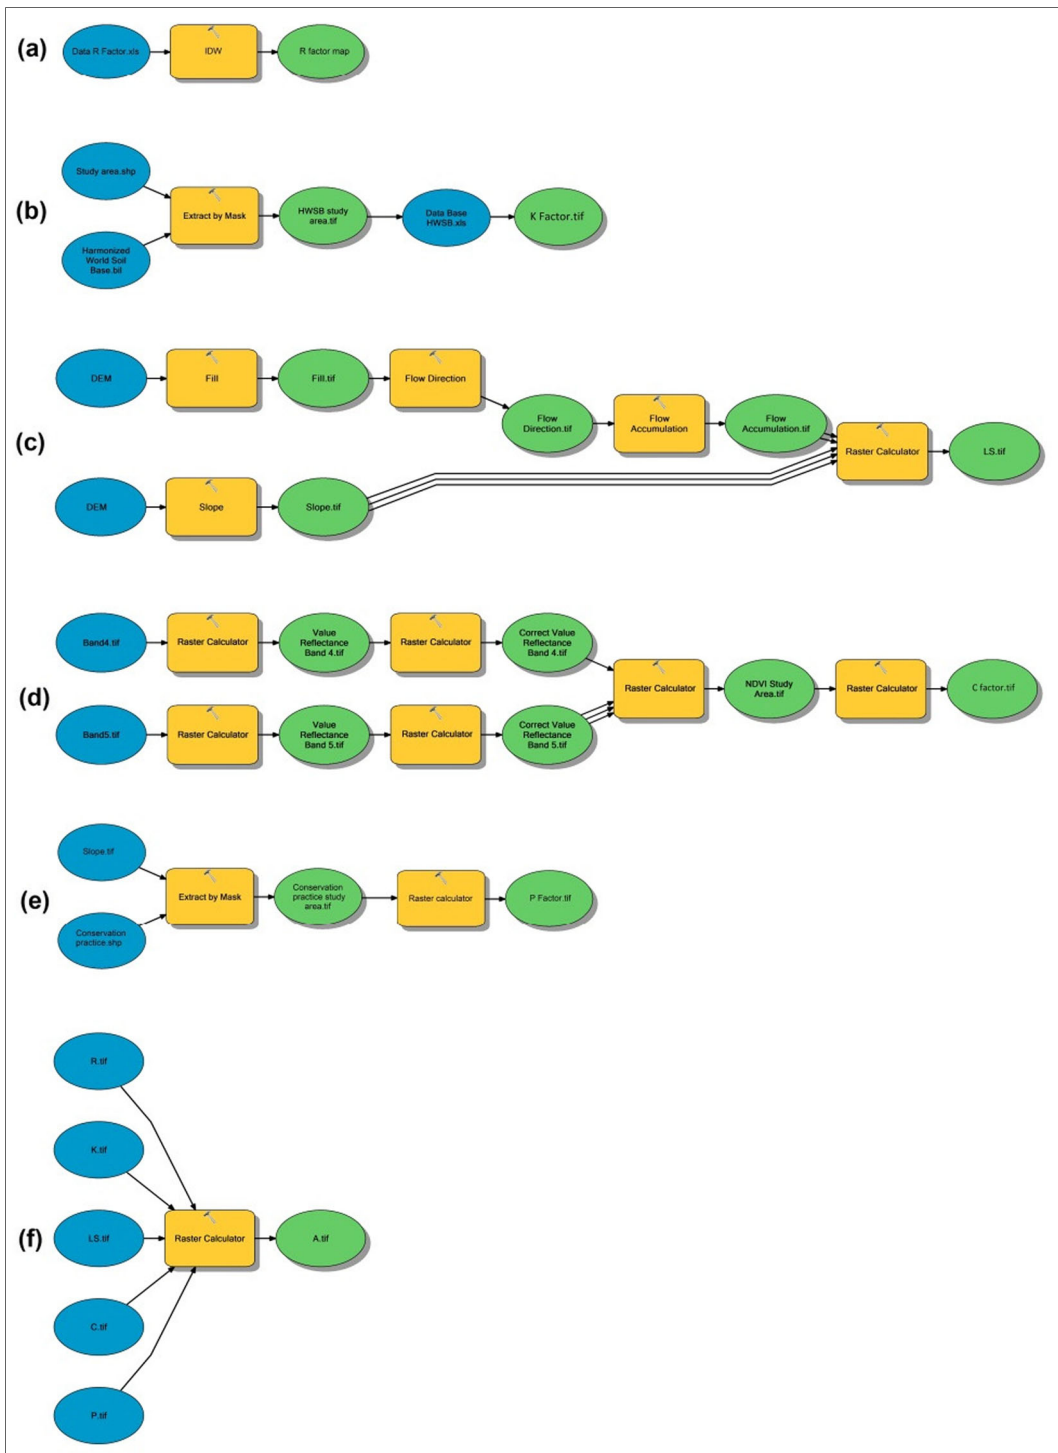 (a)
Data R Factor.xls
IDW
R factor map
(b)
Study area.shp
Harmonized
World Soil
Base.bil
Extract by Mask
HWSB study
area.tif
Data Base
HWSB.xls
K Factor.tif
(c)
DEM
Fill
Fill.tif
Flow Direction
Flow
Direction.tif
Flow
Accumulation
Flow
Accumulation.tif
Raster Calculator
LS.tif
DEM
Slope
Slope.tif
(d)
Band4.tif
Raster Calculator
Value
Reflectance
Band 4.tif
Raster Calculator
Correct Value
Reflectance
Band 4.tif
Band5.tif
Raster Calculator
Value
Reflectance
Band 5.tif
Raster Calculator
Correct Value
Reflectance
Band 5.tif
Raster Calculator
NDVI Study
Area.tif
Raster Calculator
C factor.tif
(e)
Slope.tif
Conservation
practice.shp
Extract by Mask
Conservation
practice study
area.tif
Raster calculator
P Factor.tif
(f)
R.tif
K.tif
LS.tif
C.tif
P.tif
Raster Calculator
A.tif